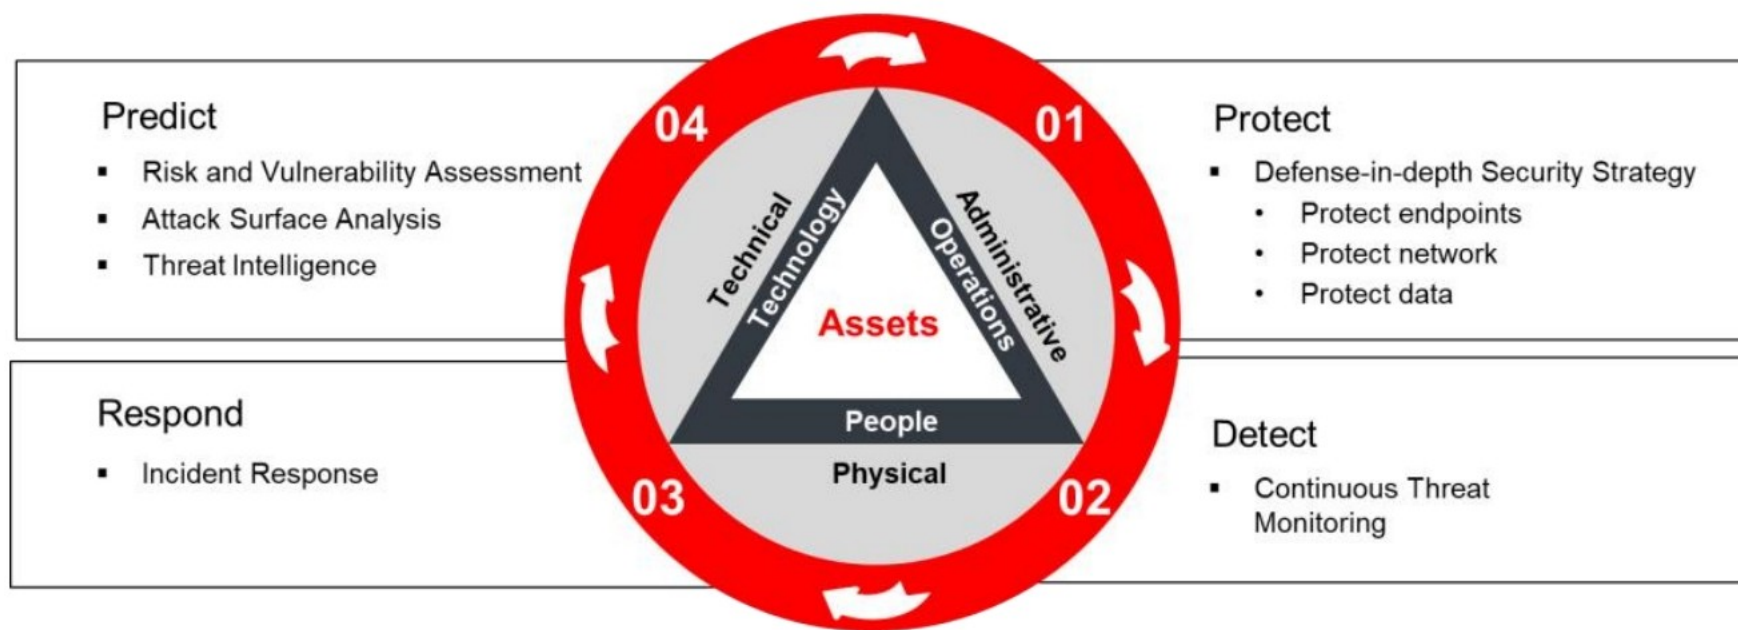 Predict
▪ Risk and Vulnerability Assessment
▪ Attack Surface Analysis
▪ Threat Intelligence
Respond
▪ Incident Response
04
01
03
02
Technical
Technology
Administrative
Operations
Assets
People
Physical
Protect
▪ Defense-in-depth Security Strategy
• Protect endpoints
• Protect network
• Protect data
Detect
▪ Continuous Threat
Monitoring